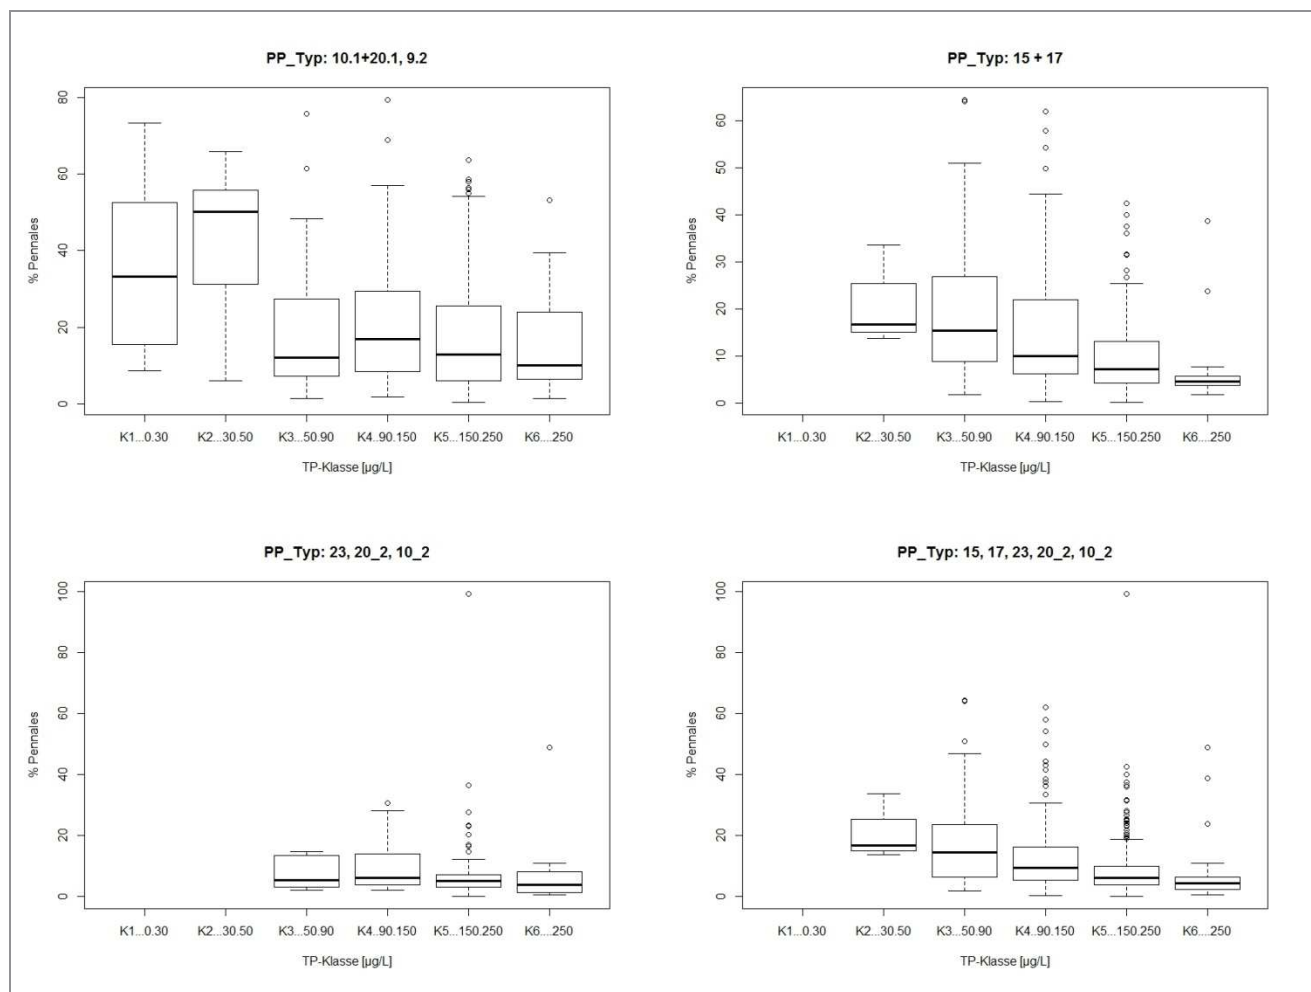 PP_Typ: 10.1+20.1, 9.2
% Pennales
80
60
40
20
0
K1...0.30 K2...30.50 K3...50.90 K4..90.150 K5...150.250 K6....250
TP-Klasse [µg/L]
PP_Typ: 15 + 17
% Pennales
60
50
40
30
20
10
0
K1...0.30 K2...30.50 K3...50.90 K4..90.150 K5...150.250 K6....250
TP-Klasse [µg/L]
PP_Typ: 23, 20_2, 10_2
% Pennales
100
80
60
40
20
0
K1...0.30 K2...30.50 K3...50.90 K4..90.150 K5...150.250 K6....250
TP-Klasse [µg/L]
PP_Typ: 15, 17, 23, 20_2, 10_2
% Pennales
100
80
60
40
20
0
K1...0.30 K2...30.50 K3...50.90 K4..90.150 K5...150.250 K6....250
TP-Klasse [µg/L]